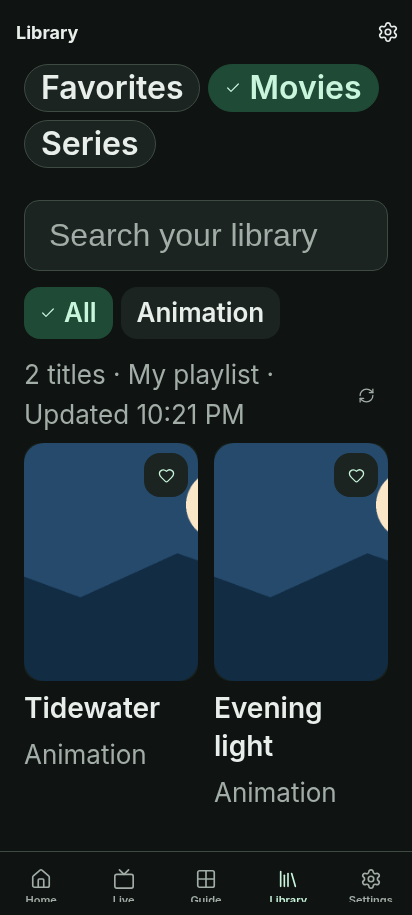 Library
Favorites
Movies
Series
Search your library
All
Animation
2 titles · My playlist ·
Updated 10:21 PM
Tidewater
Animation
Evening
light
Animation
Home
Live
Guide
Library
Settings